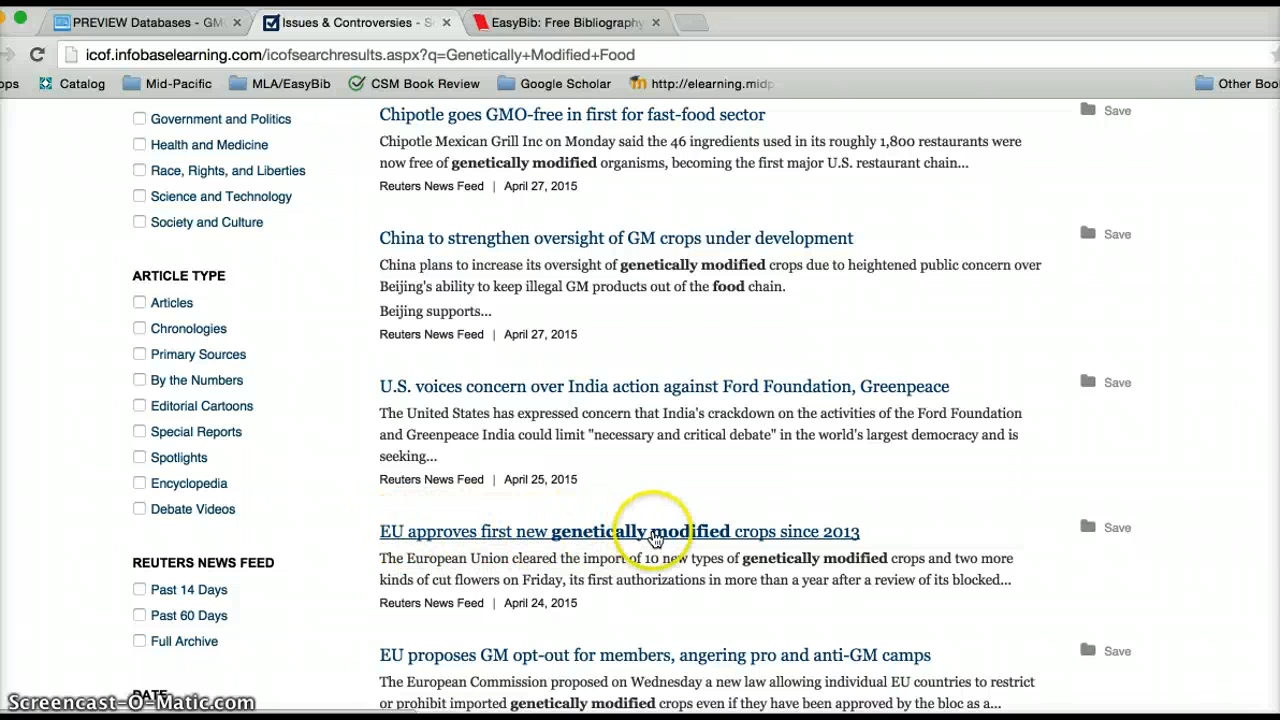 PREVIEW Databases - GM
Issues & Controversies - S
EasyBib: Free Bibliography
icof.infobaselearning.com/icofsearchresults.aspx?q=Genetically+Modified+Food
ops
Catalog
Mid-Pacific
MLA/EasyBib
CSM Book Review
Google Scholar
http://elearning.midp
Other Boo
Government and Politics
Health and Medicine
Race, Rights, and Liberties
Science and Technology
Society and Culture
ARTICLE TYPE
Articles
Chronologies
Primary Sources
By the Numbers
Editorial Cartoons
Special Reports
Spotlights
Encyclopedia
Debate Videos
REUTERS NEWS FEED
Past 14 Days
Past 60 Days
Full Archive
DATE
Chipotle goes GMO-free in first for fast-food sector
Save
Chipotle Mexican Grill Inc on Monday said the 46 ingredients used in its roughly 1,800 restaurants were
now free of genetically modified organisms, becoming the first major U.S. restaurant chain...
Reuters News Feed | April 27, 2015
China to strengthen oversight of GM crops under development
Save
China plans to increase its oversight of genetically modified crops due to heightened public concern over
Beijing's ability to keep illegal GM products out of the food chain.
Beijing supports...
Reuters News Feed | April 27, 2015
U.S. voices concern over India action against Ford Foundation, Greenpeace
Save
The United States has expressed concern that India's crackdown on the activities of the Ford Foundation
and Greenpeace India could limit "necessary and critical debate" in the world's largest democracy and is
seeking...
Reuters News Feed | April 25, 2015
EU approves first new genetically modified crops since 2013
Save
The European Union cleared the import of 10 new types of genetically modified crops and two more
kinds of cut flowers on Friday, its first authorizations in more than a year after a review of its blocked...
Reuters News Feed | April 24, 2015
EU proposes GM opt-out for members, angering pro and anti-GM camps
Save
The European Commission proposed on Wednesday a new law allowing individual EU countries to restrict
or prohibit imported genetically modified crops even if they have been approved by the bloc as a...
Screencast-O-Matic.com